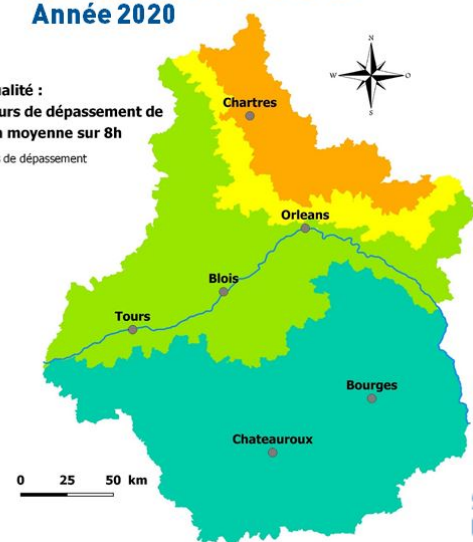 Année 2020
N
W
O
S
alité :
urs de dépassement de
moyenne sur 8h
de dépassement
Chartres
Orleans
Blois
Tours
Bourges
Chateauroux
0 25 50 km